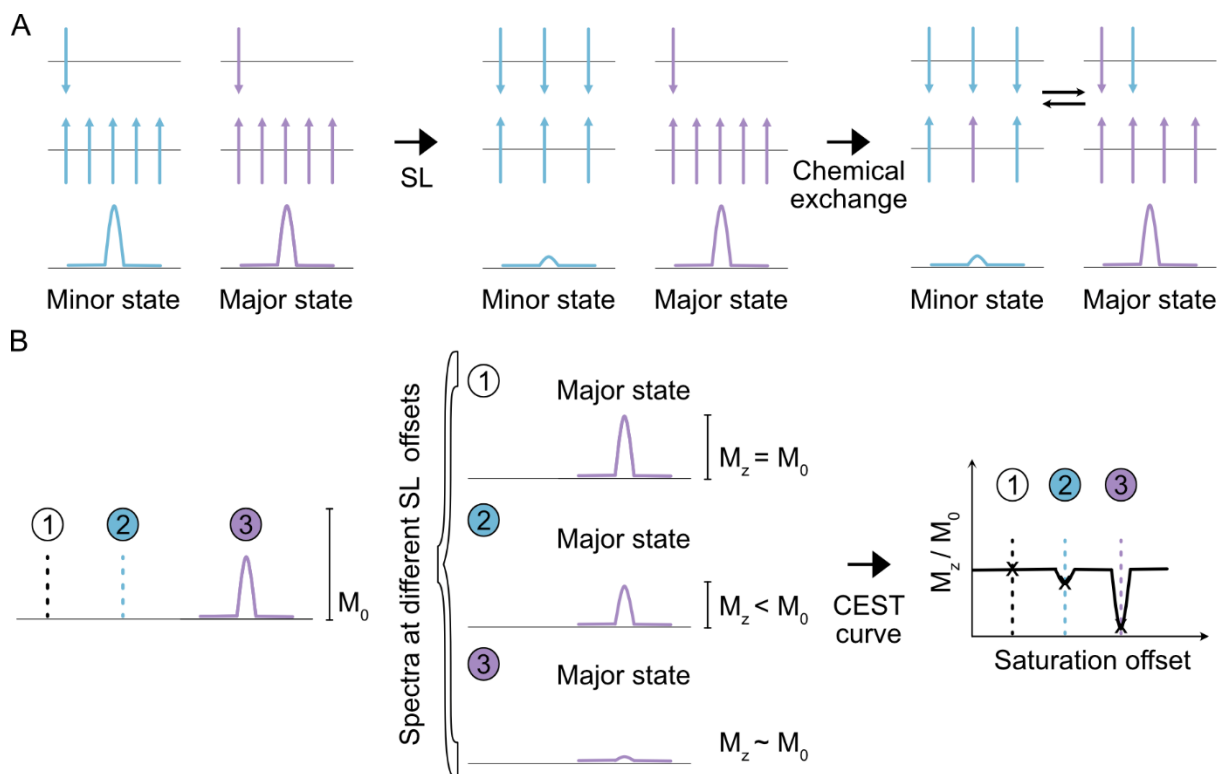 A
SL
Chemical
exchange
Minor state
Major state
Minor state
Major state
Minor state
Major state
B
1
2
3
M0
Spectra at different SL offsets
1
Major state
Mz = M0
2
Major state
Mz < M0
3
Major state
Mz ~ M0
CEST
curve
Mz / M0
1
2
3
Saturation offset